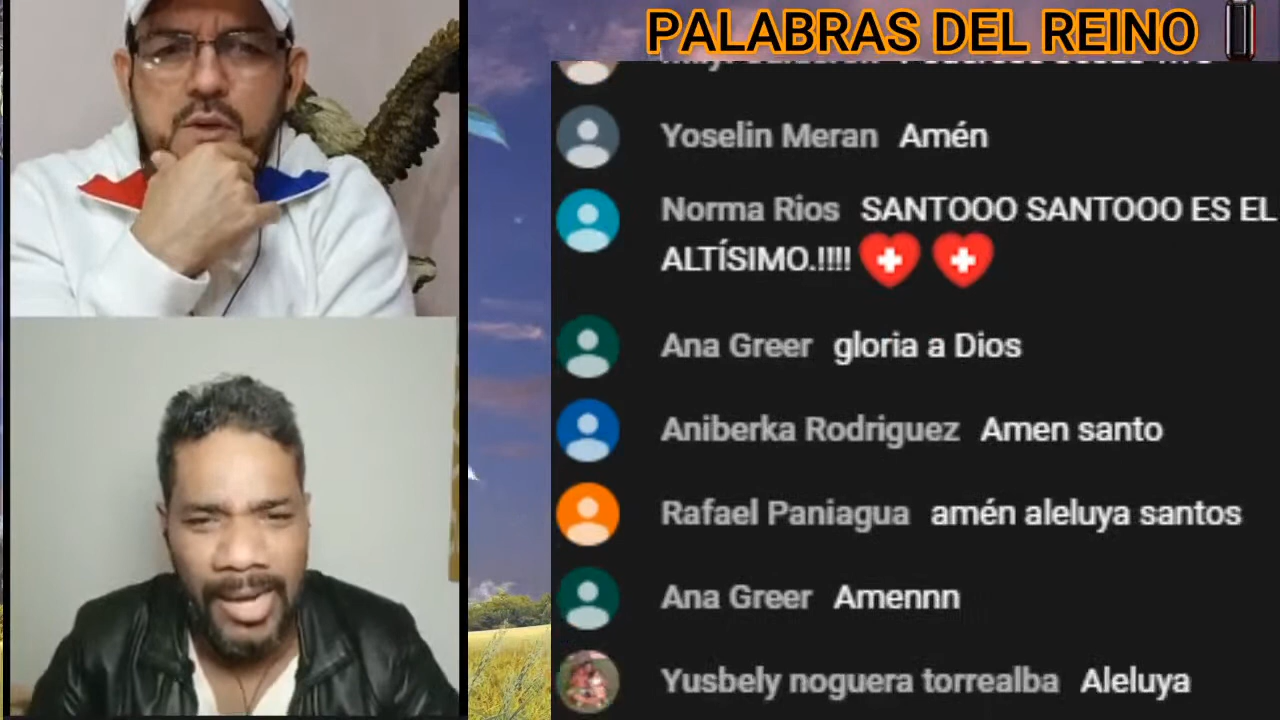 PALABRAS DEL REINO
Yoselin Meran Amén
Norma Rios SANTOOO SANTOOO ES EL
ALTÍSIMO.!!!!
Ana Greer gloria a Dios
Aniberka Rodriguez Amen santo
Rafael Paniagua amén aleluya santos
Ana Greer Amennn
Yusbely noguera torrealba Aleluya